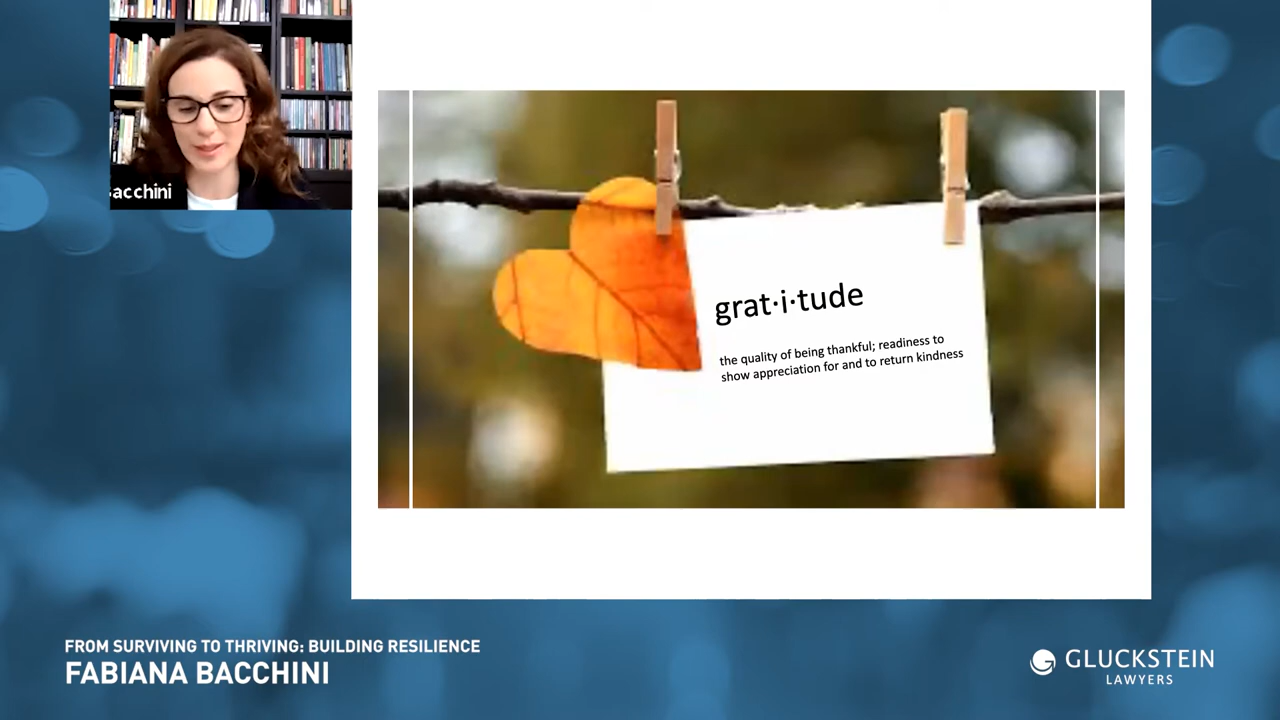 acchini
grat·i·tude
the quality of being thankful; readiness to
show appreciation for and to return kindness
FROM SURVIVING TO THRIVING: BUILDING RESILIENCE
FABIANA BACCHINI
GLUCKSTEIN
LAWYERS